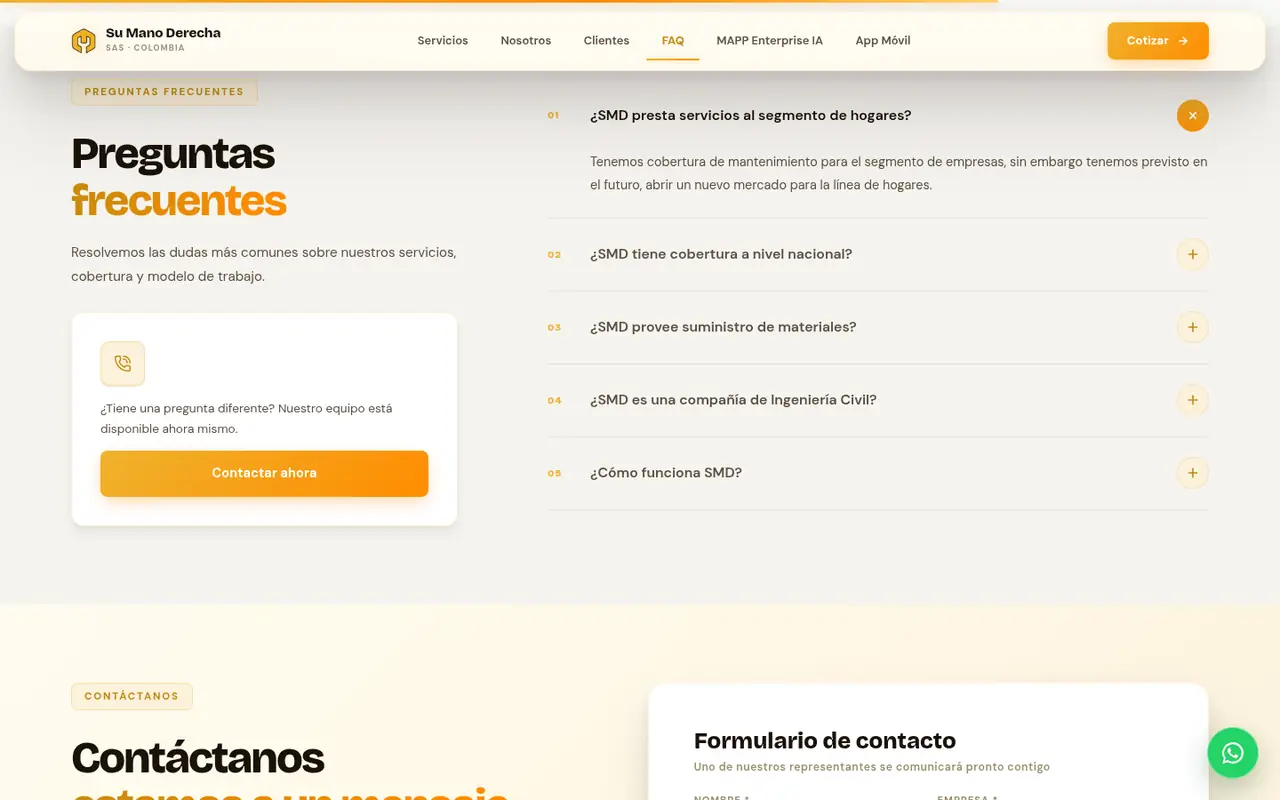 Su Mano Derecha
SAS · COLOMBIA
Servicios
Nosotros
Clientes
FAQ
MAPP Enterprise IA
App Móvil
Cotizar →
PREGUNTAS FRECUENTES
Preguntas
frecuentes
Resolvemos las dudas más comunes sobre nuestros servicios,
cobertura y modelo de trabajo.
¿Tiene una pregunta diferente? Nuestro equipo está
disponible ahora mismo.
Contactar ahora
01 ¿SMD presta servicios al segmento de hogares?
Tenemos cobertura de mantenimiento para el segmento de empresas, sin embargo tenemos previsto en
el futuro, abrir un nuevo mercado para la línea de hogares.
02 ¿SMD tiene cobertura a nivel nacional?
03 ¿SMD provee suministro de materiales?
04 ¿SMD es una compañía de Ingeniería Civil?
05 ¿Cómo funciona SMD?
CONTÁCTANOS
Contáctanos
estamos a un mensaje
Formulario de contacto
Uno de nuestros representantes se comunicará pronto contigo
NOMBRE *
EMPRESA *